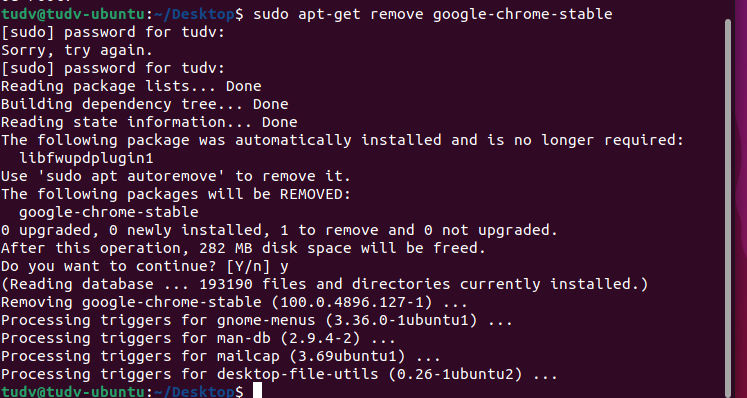 tudv@tudv-ubuntu:~/Desktop$ sudo apt-get remove google-chrome-stable
[sudo] password for tudv:
Sorry, try again.
[sudo] password for tudv:
Reading package lists... Done
Building dependency tree... Done
Reading state information... Done
The following package was automatically installed and is no longer required:
  libfwupdplugin1
Use 'sudo apt autoremove' to remove it.
The following packages will be REMOVED:
  google-chrome-stable
0 upgraded, 0 newly installed, 1 to remove and 0 not upgraded.
After this operation, 282 MB disk space will be freed.
Do you want to continue? [Y/n] y
(Reading database ... 193190 files and directories currently installed.)
Removing google-chrome-stable (100.0.4896.127-1) ...
Processing triggers for gnome-menus (3.36.0-1ubuntu1) ...
Processing triggers for man-db (2.9.4-2) ...
Processing triggers for mailcap (3.69ubuntu1) ...
Processing triggers for desktop-file-utils (0.26-1ubuntu2) ...
tudv@tudv-ubuntu:~/Desktop$